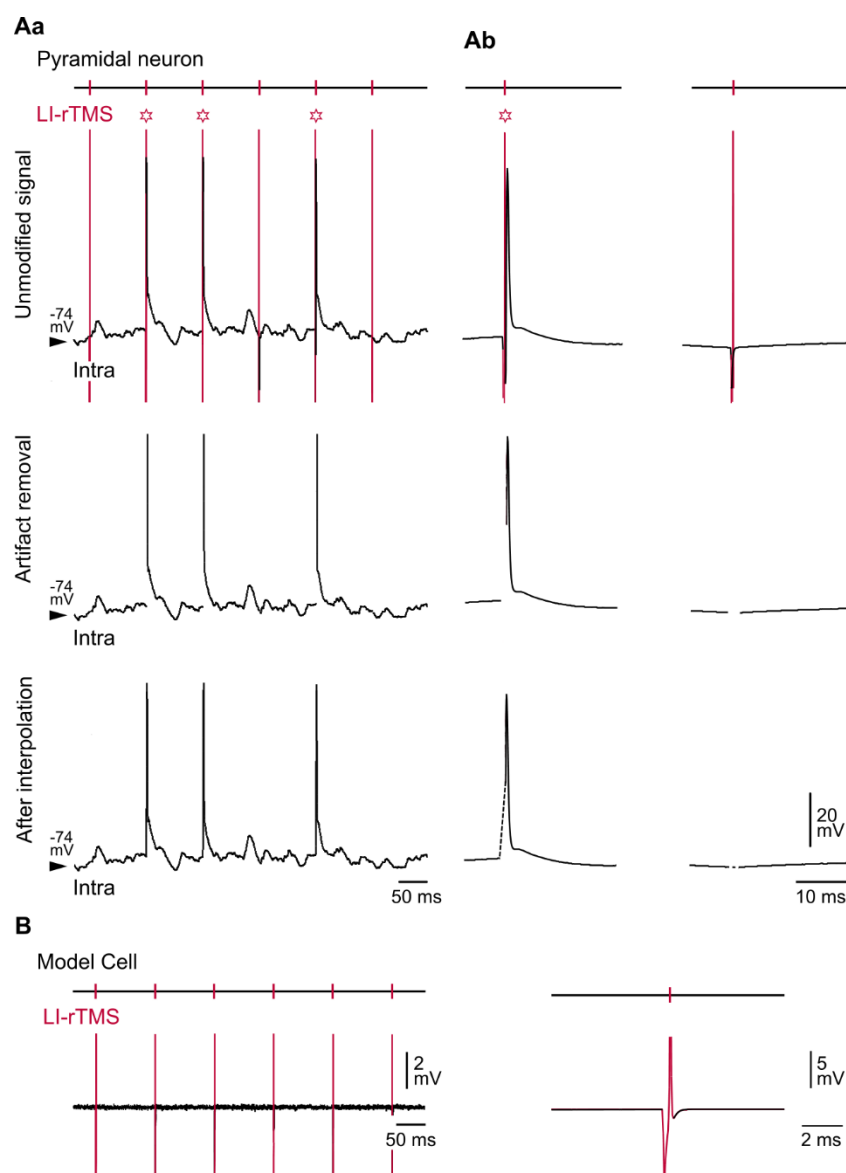 Aa
Ab
Pyramidal neuron
LI-rTMS
Unmodified signal
-74
mV
Intra
Artifact removal
-74
mV
Intra
After interpolation
-74
mV
Intra
50 ms
20
mV
10 ms
B
Model Cell
LI-rTMS
2
mV
50 ms
5
mV
2 ms